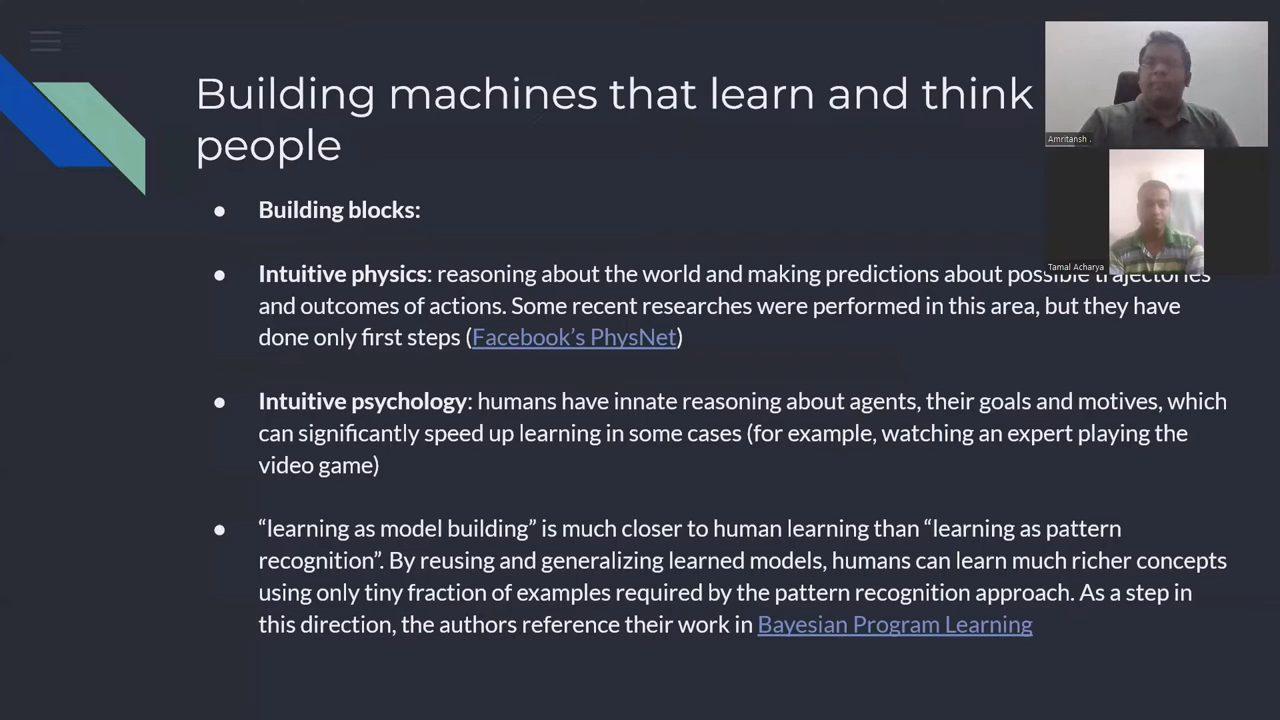 Building machines that learn and think
people
Amritansh .
Tamal Acharya
● Building blocks:
● Intuitive physics: reasoning about the world and making predictions about possible trajectories
and outcomes of actions. Some recent researches were performed in this area, but they have
done only first steps (Facebook’s PhysNet)
● Intuitive psychology: humans have innate reasoning about agents, their goals and motives, which
can significantly speed up learning in some cases (for example, watching an expert playing the
video game)
● “learning as model building” is much closer to human learning than “learning as pattern
recognition”. By reusing and generalizing learned models, humans can learn much richer concepts
using only tiny fraction of examples required by the pattern recognition approach. As a step in
this direction, the authors reference their work in Bayesian Program Learning